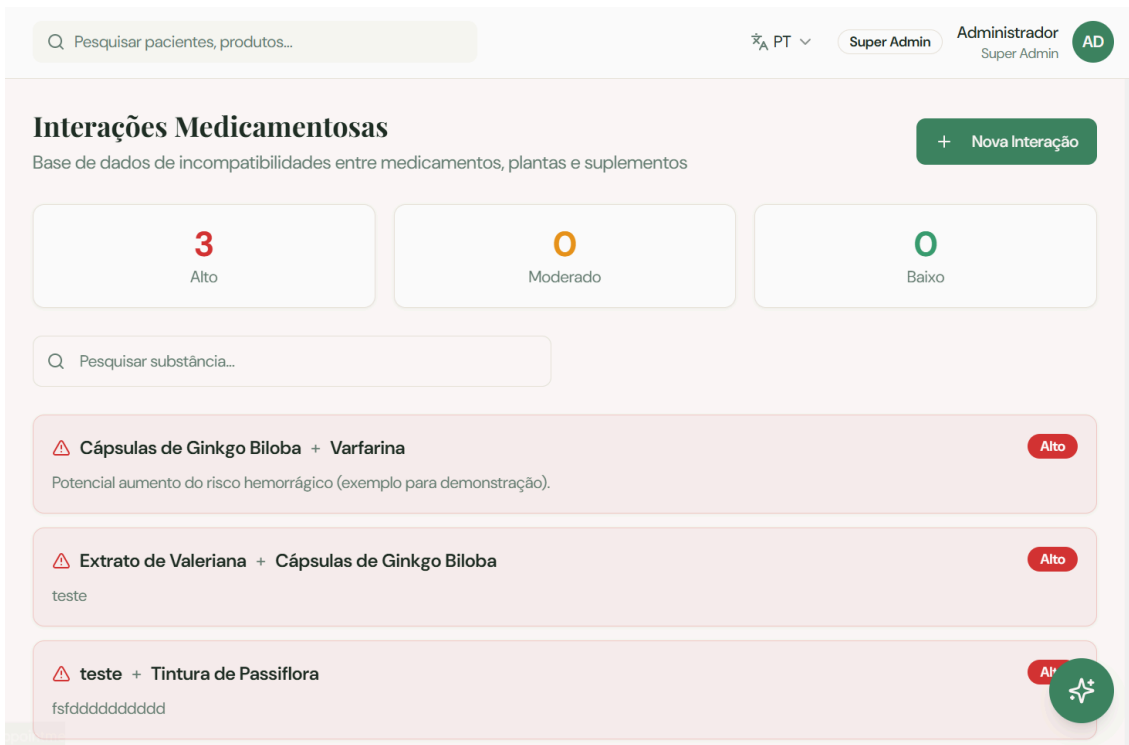 Pesquisar pacientes, produtos...
PT
Super Admin
Administrador
Super Admin
AD
Interações Medicamentosas
Base de dados de incompatibilidades entre medicamentos, plantas e suplementos
+ Nova Interação
3
Alto
0
Moderado
0
Baixo
Pesquisar substância...
Cápsulas de Ginkgo Biloba + Varfarina
Alto
Potencial aumento do risco hemorrágico (exemplo para demonstração).
Extrato de Valeriana + Cápsulas de Ginkgo Biloba
Alto
teste
teste + Tintura de Passiflora
fsfdddddddddd